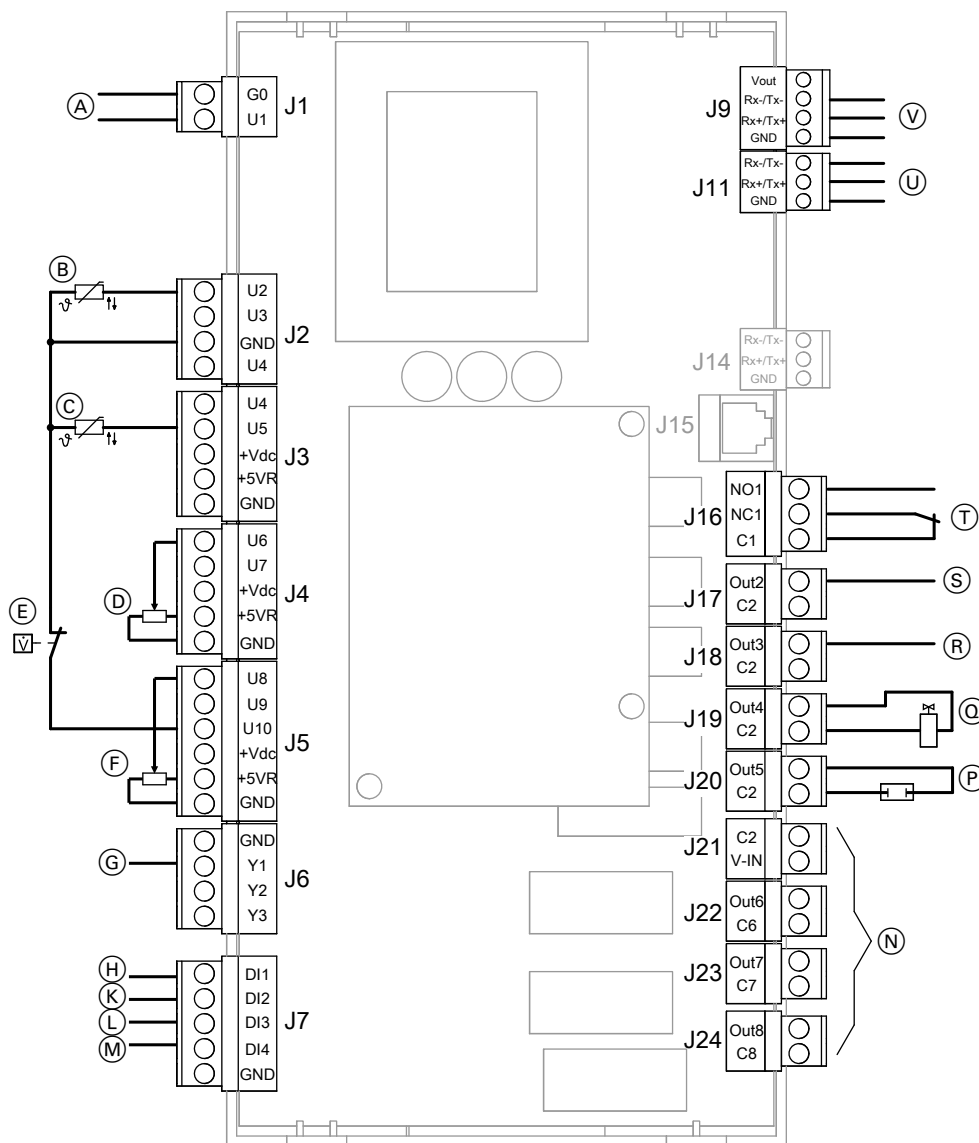 A
G0
U1
J1
B
U2
U3
GND
U4
J2
ϑ
C
U4
U5
+Vdc
+5VR
GND
J3
ϑ
D
U6
U7
+Vdc
+5VR
GND
J4
E
V̇
F
U8
U9
U10
+Vdc
+5VR
GND
J5
G
GND
Y1
Y2
Y3
J6
H
K
L
M
DI1
DI2
DI3
DI4
GND
J7
J9
Vout
Rx-/Tx-
Rx+/Tx+
GND
V
J11
Rx-/Tx-
Rx+/Tx+
GND
U
J14
Rx-/Tx-
Rx+/Tx+
GND
J15
J16
NO1
NC1
C1
T
J17
Out2
C2
S
J18
Out3
C2
R
J19
Out4
C2
Q
J20
Out5
C2
P
J21
C2
V-IN
J22
Out6
C6
N
J23
Out7
C7
J24
Out8
C8